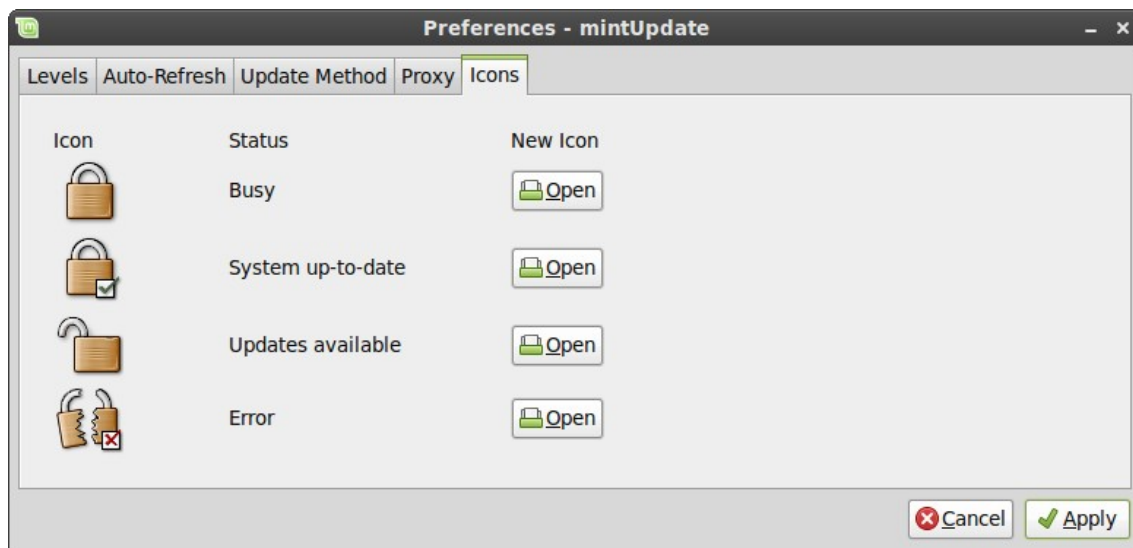 Preferences - mintUpdate
Levels Auto-Refresh Update Method Proxy Icons
Icon Status New Icon
Busy Open
System up-to-date Open
Updates available Open
Error Open
Cancel Apply